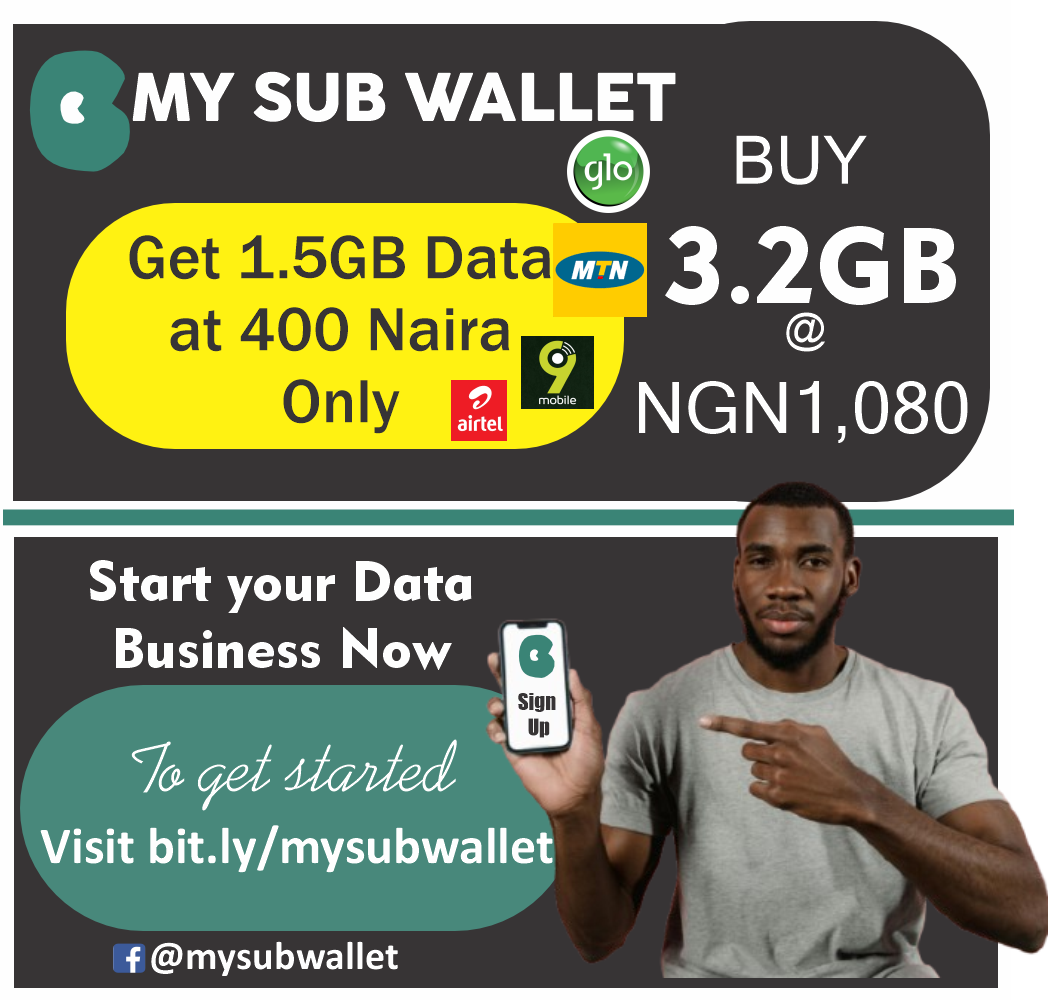 MY SUB WALLET
glo
BUY
Get 1.5GB Data
MTN
3.2GB
at 400 Naira
@
9
mobile
Only
airtel
NGN1,080
Start your Data
Business Now
Sign
Up
To get started
Visit bit.ly/mysubwallet
f @mysubwallet